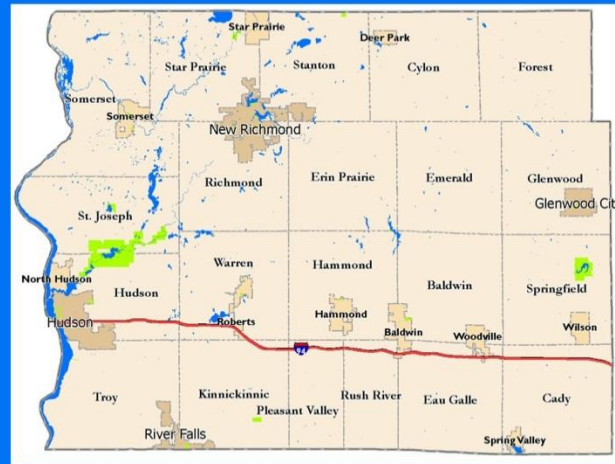 Star Prairie
Deer Park
Star Prairie
Stanton
Cylon
Forest
Somerset
Somerset
New Richmond
Richmond
Erin Prairie
Emerald
Glenwood
Glenwood Cit
St. Joseph
North Hudson
Hudson
Warren
Hammond
Baldwin
Springfield
Hudson
Roberts
Hammond
Baldwin
Woodville
Wilson
94
Troy
Kinnickinnic
Pleasant Valley
Rush River
Eau Galle
Cady
River Falls
Spring Valley